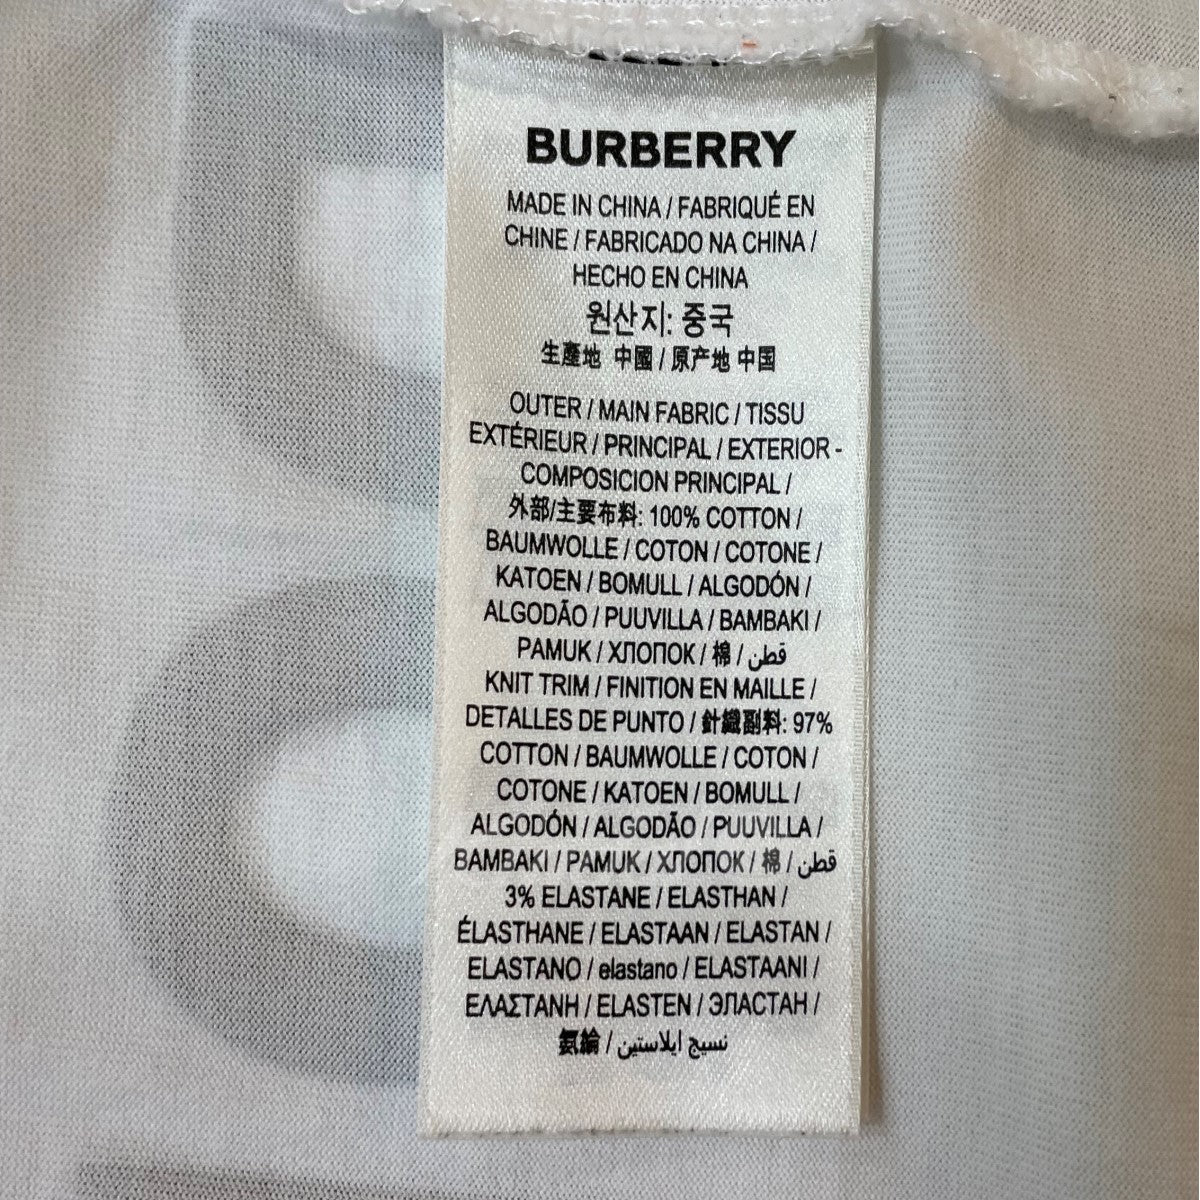 BURBERRY
MADE IN CHINA / FABRIQUÉ EN
CHINE / FABRICADO NA CHINA /
HECHO EN CHINA
원산지: 중국
生產地 中國 / 原产地 中国
OUTER / MAIN FABRIC / TISSU
EXTÉRIEUR / PRINCIPAL / EXTERIOR -
COMPOSICION PRINCIPAL /
外部/主要布料: 100% COTTON /
BAUMWOLLE / COTON / COTONE /
KATOEN / BOMULL / ALGODÓN /
ALGODÃO / PUUVILLA / BAMBAKI /
PAMUK / ХЛОПОК / 棉 / قطن
KNIT TRIM / FINITION EN MAILLE /
DETALLES DE PUNTO / 針織副料: 97%
COTTON / BAUMWOLLE / COTON /
COTONE / KATOEN / BOMULL /
ALGODÓN / ALGODÃO / PUUVILLA /
BAMBAKI / PAMUK / ХЛОПОК / 棉 / قطن
3% ELASTANE / ELASTHAN /
ÉLASTHANE / ELASTAAN / ELASTAN /
ELASTANO / elastano / ELASTAANI /
ΕΛΑΣΤΑΝΗ / ELASTEN / ЭЛАСТАН /
氨綸 / نسيج ايلاستين